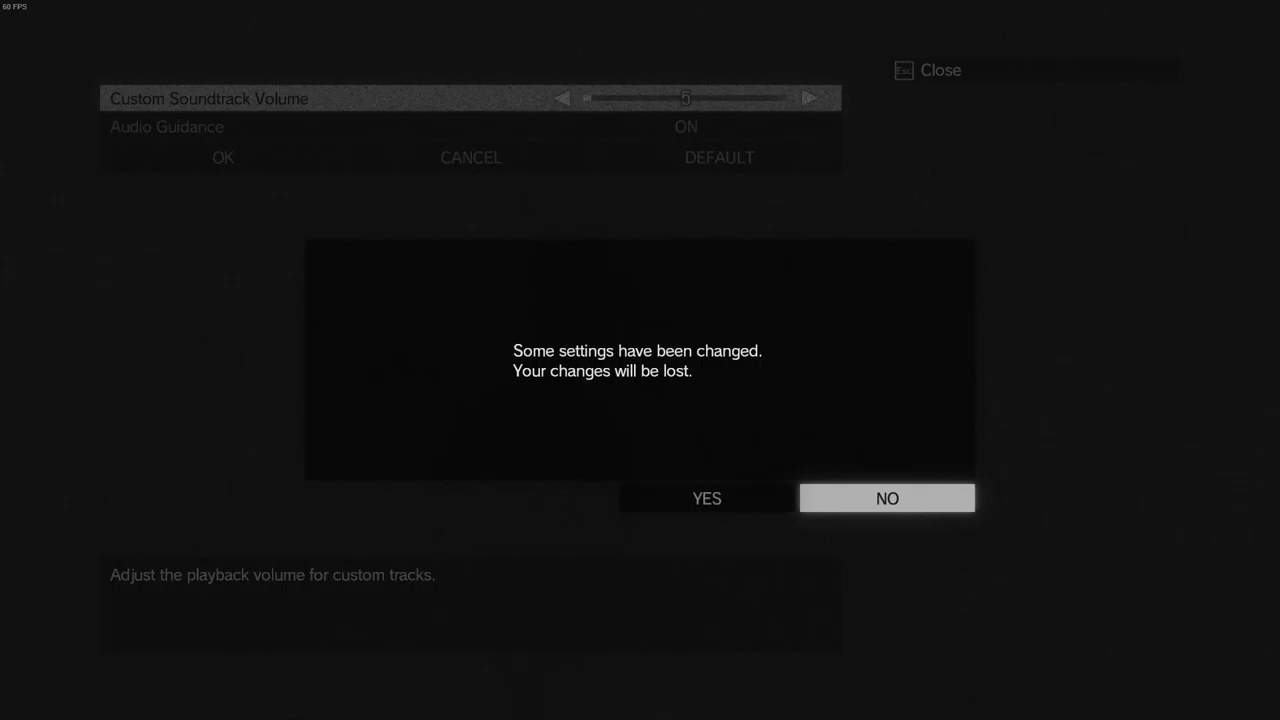 60 FPS
Esc Close
Custom Soundtrack Volume 5
Audio Guidance ON
OK CANCEL DEFAULT
Some settings have been changed.
Your changes will be lost.
YES NO
Adjust the playback volume for custom tracks.